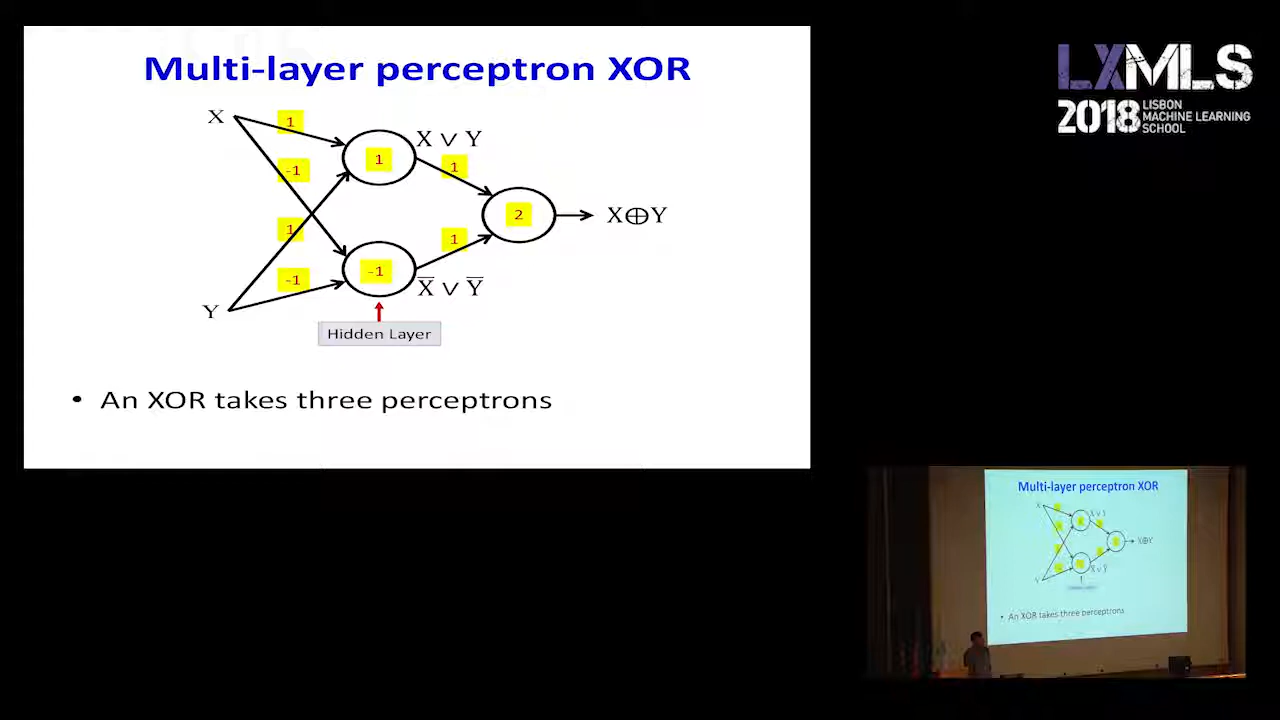 Multi-layer perceptron XOR
X
1
X ∨ Y
1
-1
1
1
2
X⊕Y
1
-1
-1
1
X̅ ∨ Y̅
Y
Hidden Layer
• An XOR takes three perceptrons
LXMLS
2018 LISBON
MACHINE LEARNING
SCHOOL
Multi-layer perceptron XOR
X
X ∨ Y
X⊕Y
Y
X̅ ∨ Y̅
• An XOR takes three perceptrons